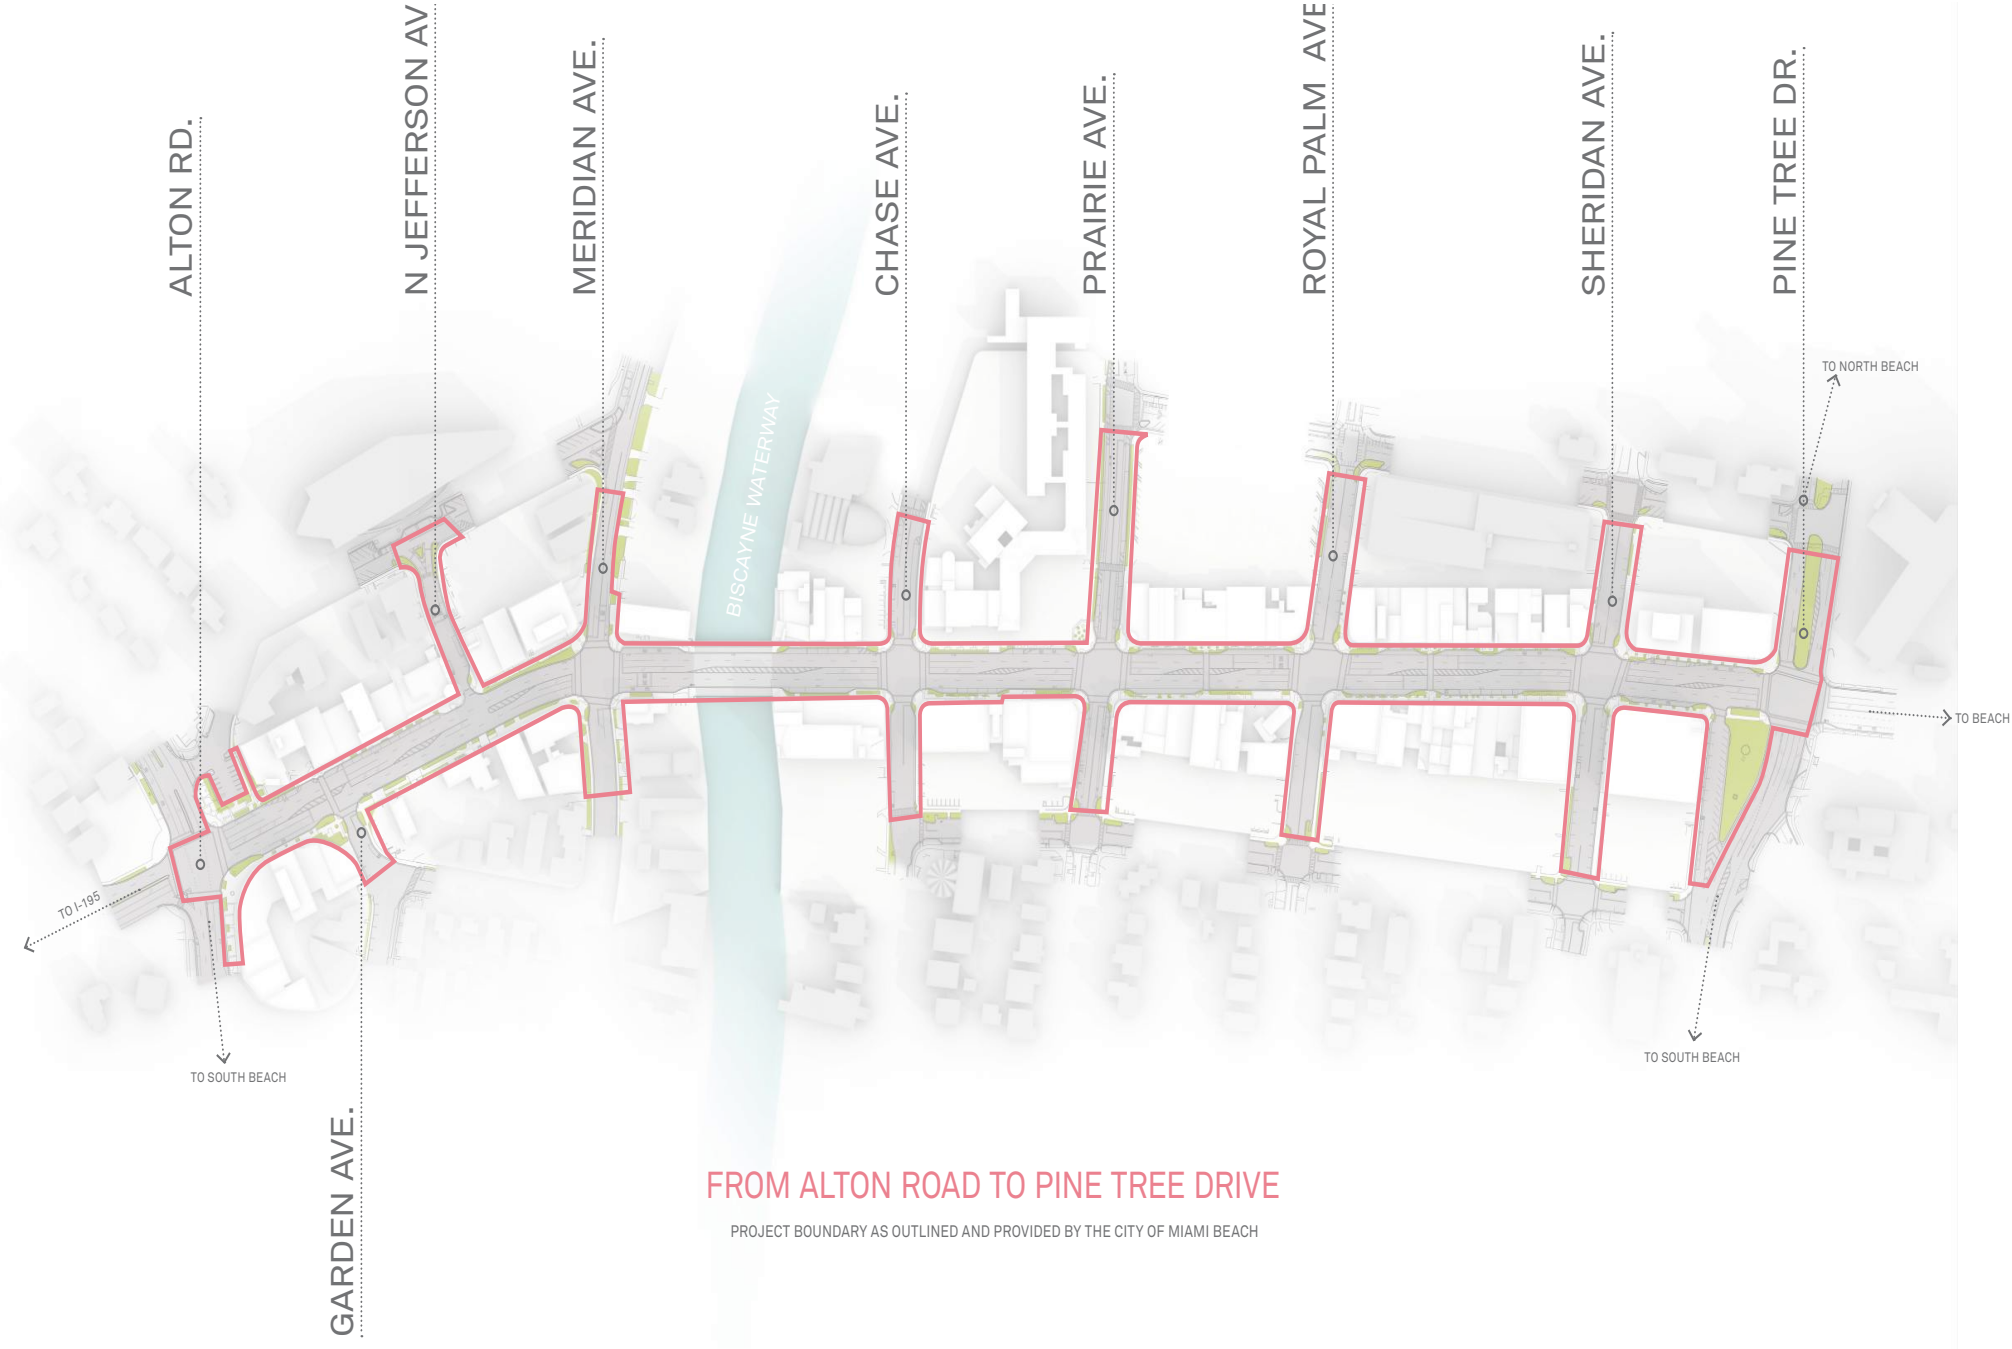 ALTON RD.
N JEFFERSON AV
MERIDIAN AVE.
CHASE AVE.
PRAIRIE AVE.
ROYAL PALM AVE
SHERIDAN AVE.
PINE TREE DR.
TO NORTH BEACH
BISCAYNE WATERWAY
TO BEACH
TO I-195
TO SOUTH BEACH
TO SOUTH BEACH
GARDEN AVE.
FROM ALTON ROAD TO PINE TREE DRIVE
PROJECT BOUNDARY AS OUTLINED AND PROVIDED BY THE CITY OF MIAMI BEACH